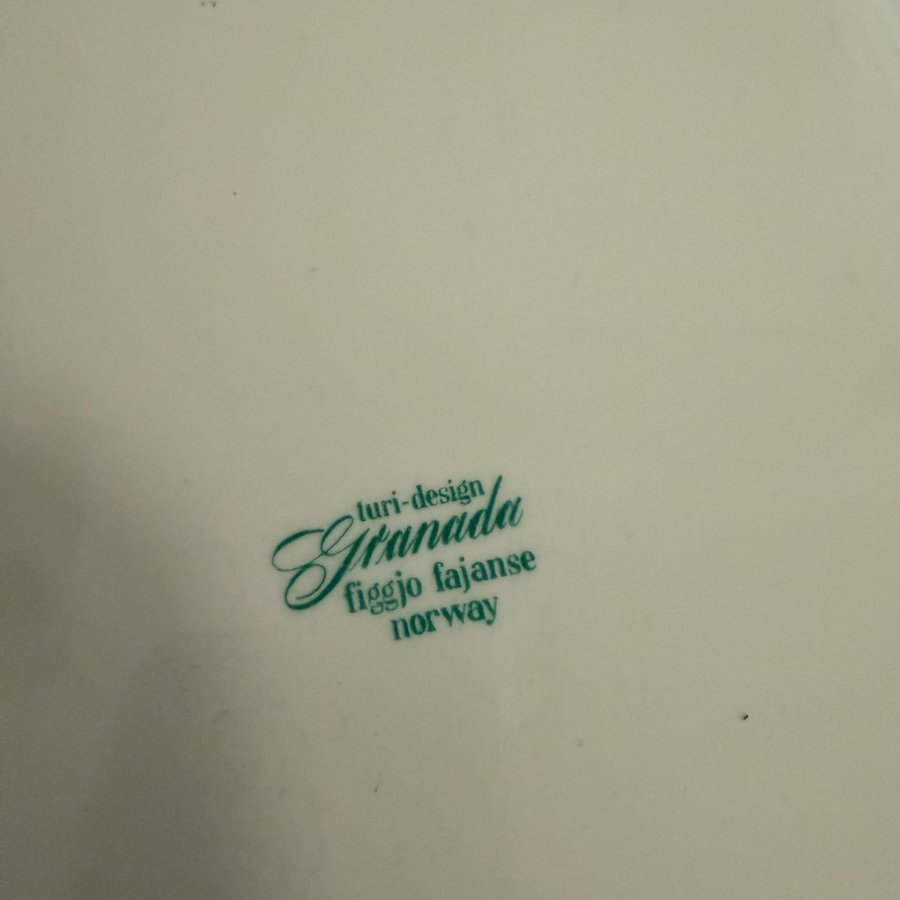 turi-design
Granada
figgjo fajanse
norway